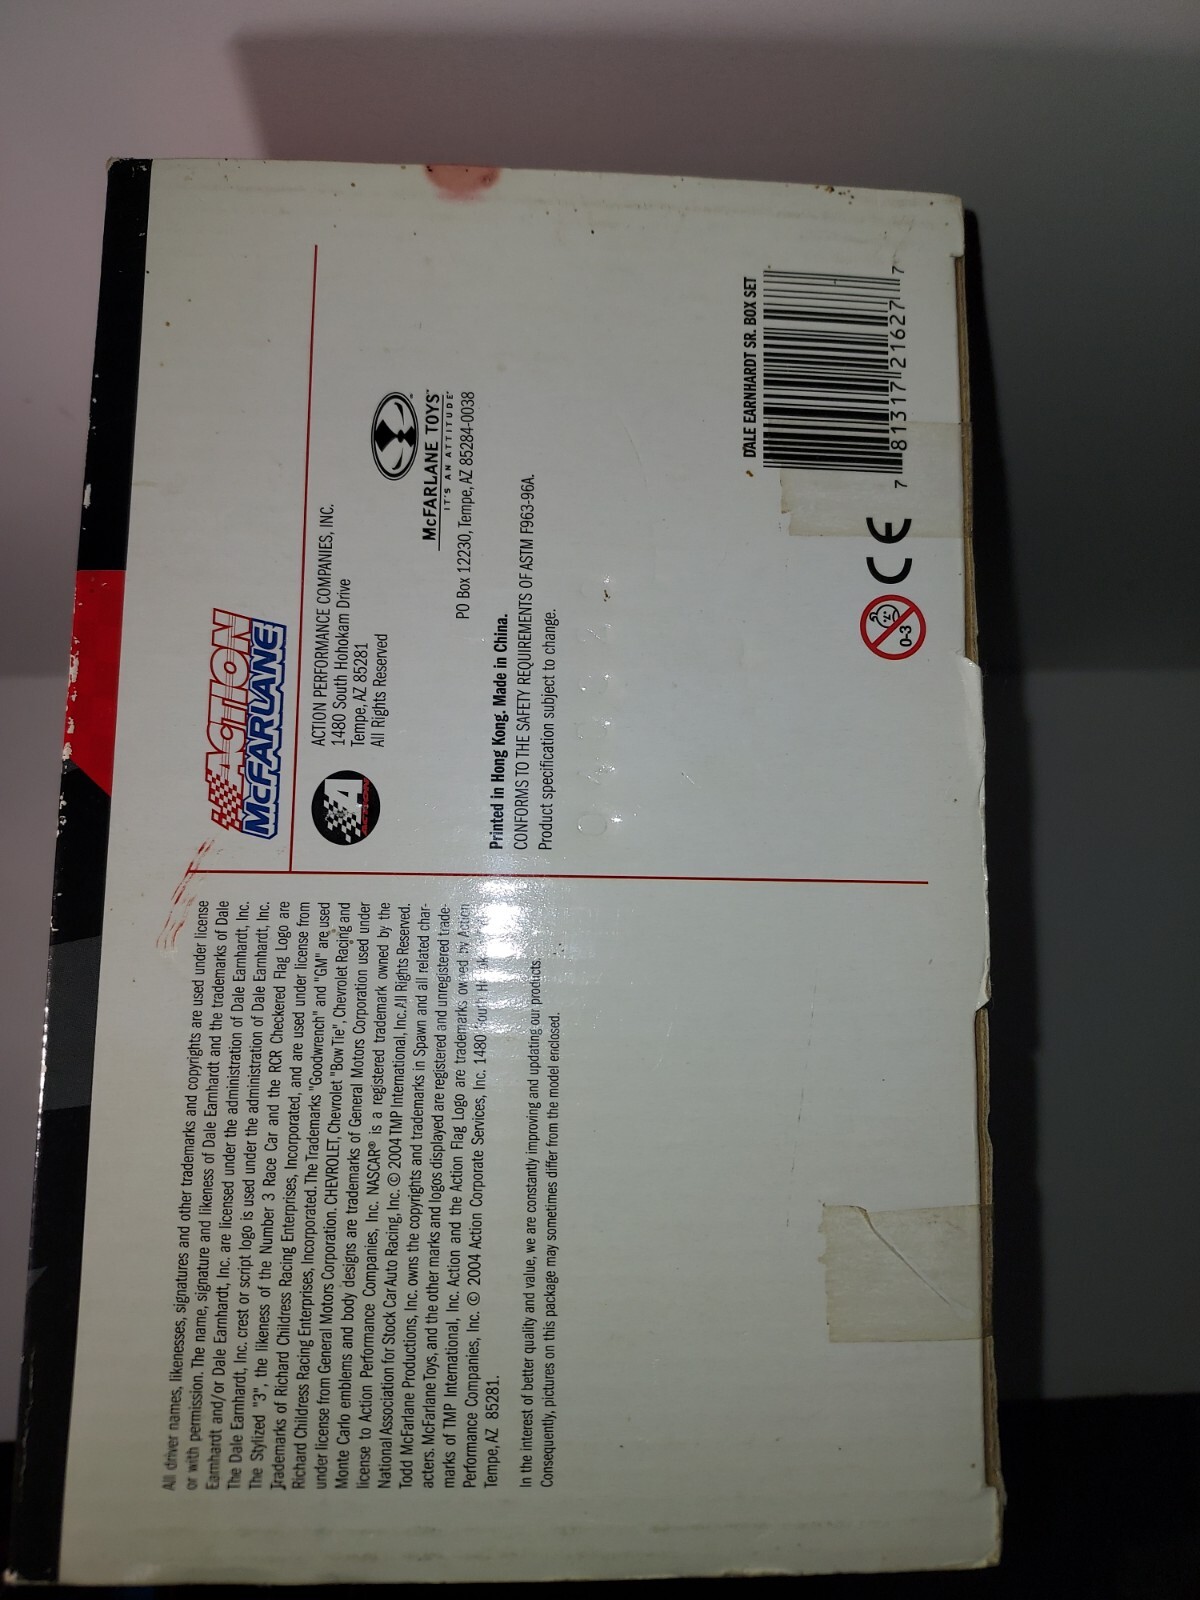 All driver names, likenesses, signatures and other trademarks and copyrights are used under license
or with permission. The name, signature and likeness of Dale Earnhardt and the trademarks of Dale
Earnhardt and/or Dale Earnhardt, Inc. are licensed under the administration of Dale Earnhardt, Inc.
The Dale Earnhardt, Inc. crest or script logo is used under the administration of Dale Earnhardt, Inc.
The Stylized "3", the likeness of the Number 3 Race Car and the RCR Checkered Flag Logo are
Trademarks of Richard Childress Racing Enterprises, Incorporated, and are used under license from
Richard Childress Racing Enterprises, Incorporated. The Trademarks "Goodwrench" and "GM" are used
under license from General Motors Corporation. CHEVROLET, Chevrolet "Bow Tie", Chevrolet Racing and
Monte Carlo emblems and body designs are trademarks of General Motors Corporation used under
license to Action Performance Companies, Inc. NASCAR® is a registered trademark owned by the
National Association for Stock Car Auto Racing, Inc. © 2004 TMP International, Inc. All Rights Reserved.
Todd McFarlane Productions, Inc. owns the copyrights and trademarks in Spawn and all related char-
acters. McFarlane Toys, and the other marks and logos displayed are registered and unregistered trade-
marks of TMP International, Inc. Action and the Action Flag Logo are trademarks owned by Action
Performance Companies, Inc. © 2004 Action Corporate Services, Inc. 1480 South
Tempe, AZ 85281.
In the interest of better quality and value, we are constantly improving and updating our products.
Consequently, pictures on this package may sometimes differ from the model enclosed.
ACTION
McFARLANE
A
ACTION
ACTION PERFORMANCE COMPANIES, INC.
1480 South Hohokam Drive
Tempe, AZ 85281
All Rights Reserved
McFARLANE TOYS™
IT'S AN ATTITUDE™
PO Box 12230, Tempe, AZ 85284-0038
Printed in Hong Kong. Made in China.
CONFORMS TO THE SAFETY REQUIREMENTS OF ASTM F963-96A.
Product specification subject to change.
0-3
CE
DALE EARNHARDT SR. BOX SET
7 81317 21627 7